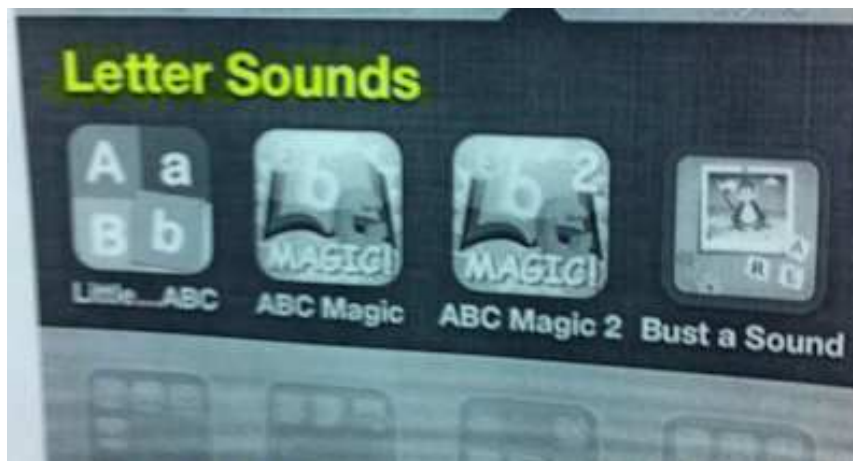 Letter Sounds
A a
B b
b
MAGIC!
b 2
MAGIC!
A
R
Little....ABC
ABC Magic
ABC Magic 2
Bust a Sound